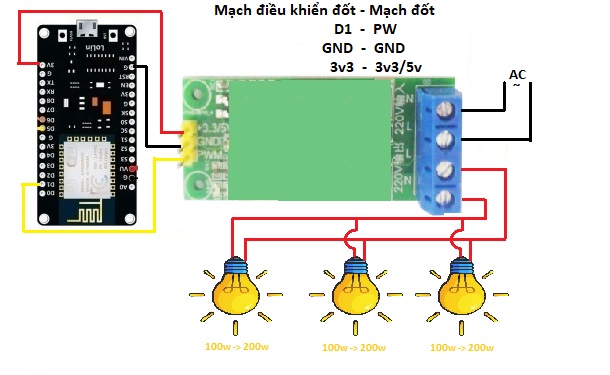 Mạch điều khiển đốt - Mạch đốt
D1 - PW
GND - GND
3v3 - 3v3/5v
AC
~
LoLin
3V
G
TX
RX
D8
D7
D6
D5
G
3V
D4
D3
D2
D1
D0
VIN
G
RST
EN
3V
G
SK
SO
SC
S1
S2
S3
VU
G
A0
+3.3/5
GND
PWM
220V输入
N
L
220V输出
L
N
100w -> 200w
100w -> 200w
100w -> 200w